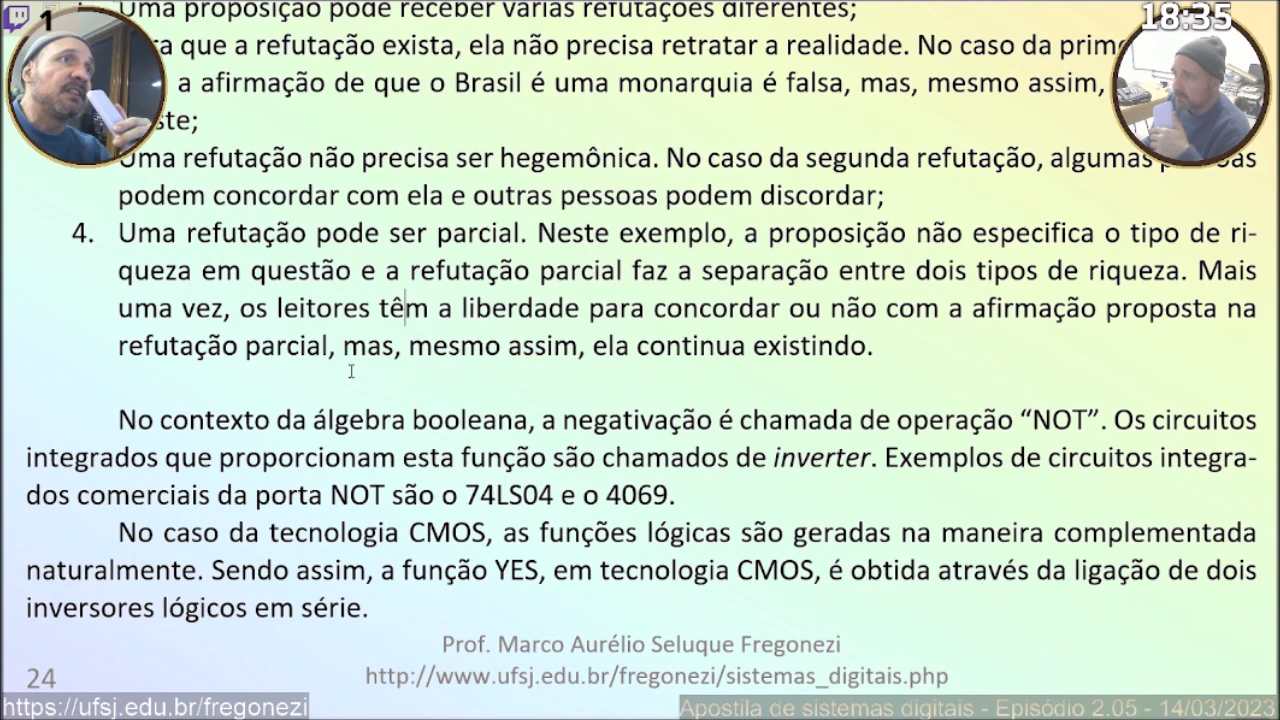 1
18:35
Uma proposição pode receber várias refutações diferentes;
que a refutação exista, ela não precisa retratar a realidade. No caso da
a afirmação de que o Brasil é uma monarquia é falsa, mas, mesmo assim,
Uma refutação não precisa ser hegemônica. No caso da segunda refutação, algumas
podem concordar com ela e outras pessoas podem discordar;
4. Uma refutação pode ser parcial. Neste exemplo, a proposição não especifica o tipo de ri-
queza em questão e a refutação parcial faz a separação entre dois tipos de riqueza. Mais
uma vez, os leitores têm a liberdade para concordar ou não com a afirmação proposta na
refutação parcial, mas, mesmo assim, ela continua existindo.
No contexto da álgebra booleana, a negativação é chamada de operação “NOT”. Os circuitos
integrados que proporcionam esta função são chamados de inverter. Exemplos de circuitos integra-
dos comerciais da porta NOT são o 74LS04 e o 4069.
No caso da tecnologia CMOS, as funções lógicas são geradas na maneira complementada
naturalmente. Sendo assim, a função YES, em tecnologia CMOS, é obtida através da ligação de dois
inversores lógicos em série.
Prof. Marco Aurélio Seluque Fregonezi
24
http://www.ufsj.edu.br/fregonezi/sistemas_digitais.php
https://ufsj.edu.br/fregonezi
Apostila de sistemas digitais - Episódio 2.05 - 14/03/2023